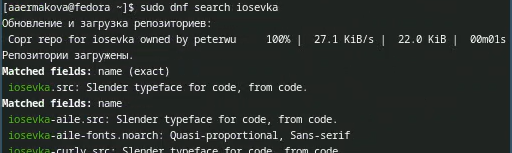 [aaermakova@fedora ~]$ sudo dnf search iosevka
Обновление и загрузка репозиториев:
Copr repo for iosevka owned by peterwu 100% | 27.1 KiB/s | 22.0 KiB | 00m01s
Репозитории загружены.
Matched fields: name (exact)
iosevka.src: Slender typeface for code, from code.
Matched fields: name
iosevka-aile.src: Slender typeface for code, from code.
iosevka-aile-fonts.noarch: Quasi-proportional, Sans-serif
iosevka-curly.src: Slender typeface for code, from code.